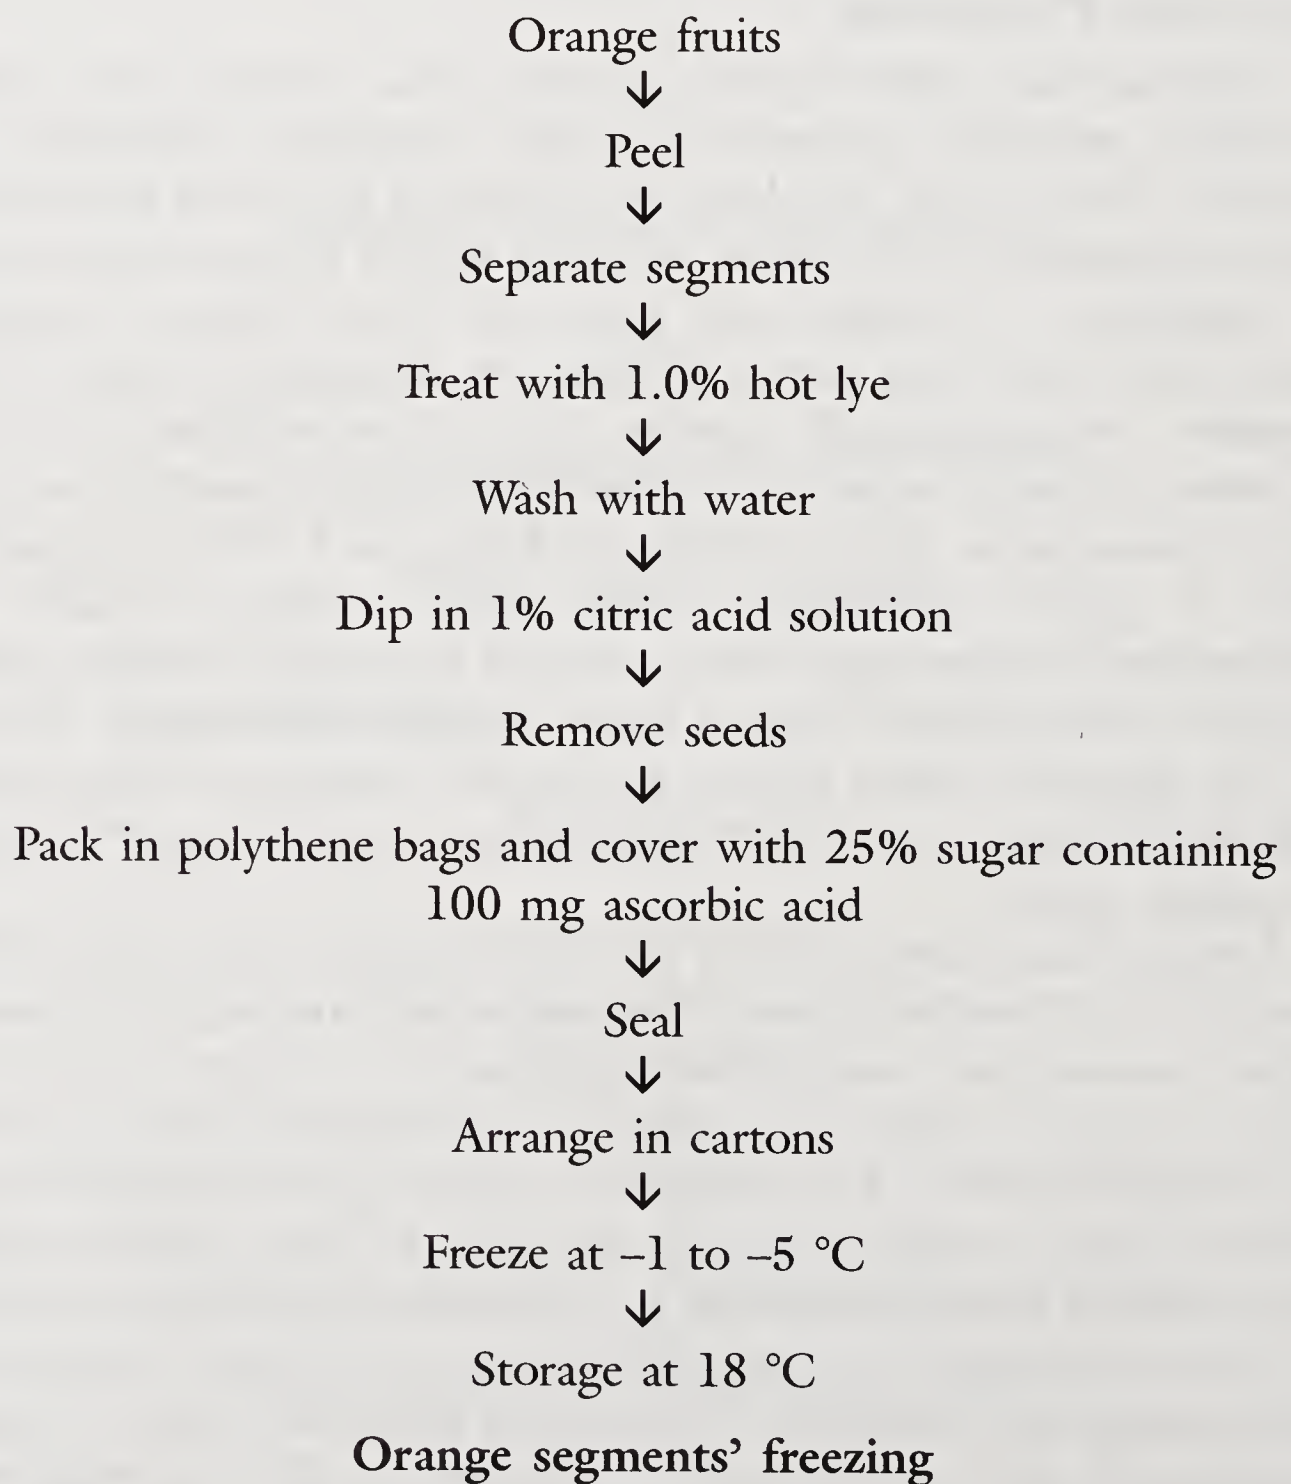 Orange fruits
↓
Peel
↓
Separate segments
↓
Treat with 1.0% hot lye
↓
Wash with water
↓
Dip in 1% citric acid solution
↓
Remove seeds
↓
Pack in polythene bags and cover with 25% sugar containing
100 mg ascorbic acid
↓
Seal
↓
Arrange in cartons
↓
Freeze at –1 to –5 °C
↓
Storage at 18 °C
Orange segments’ freezing